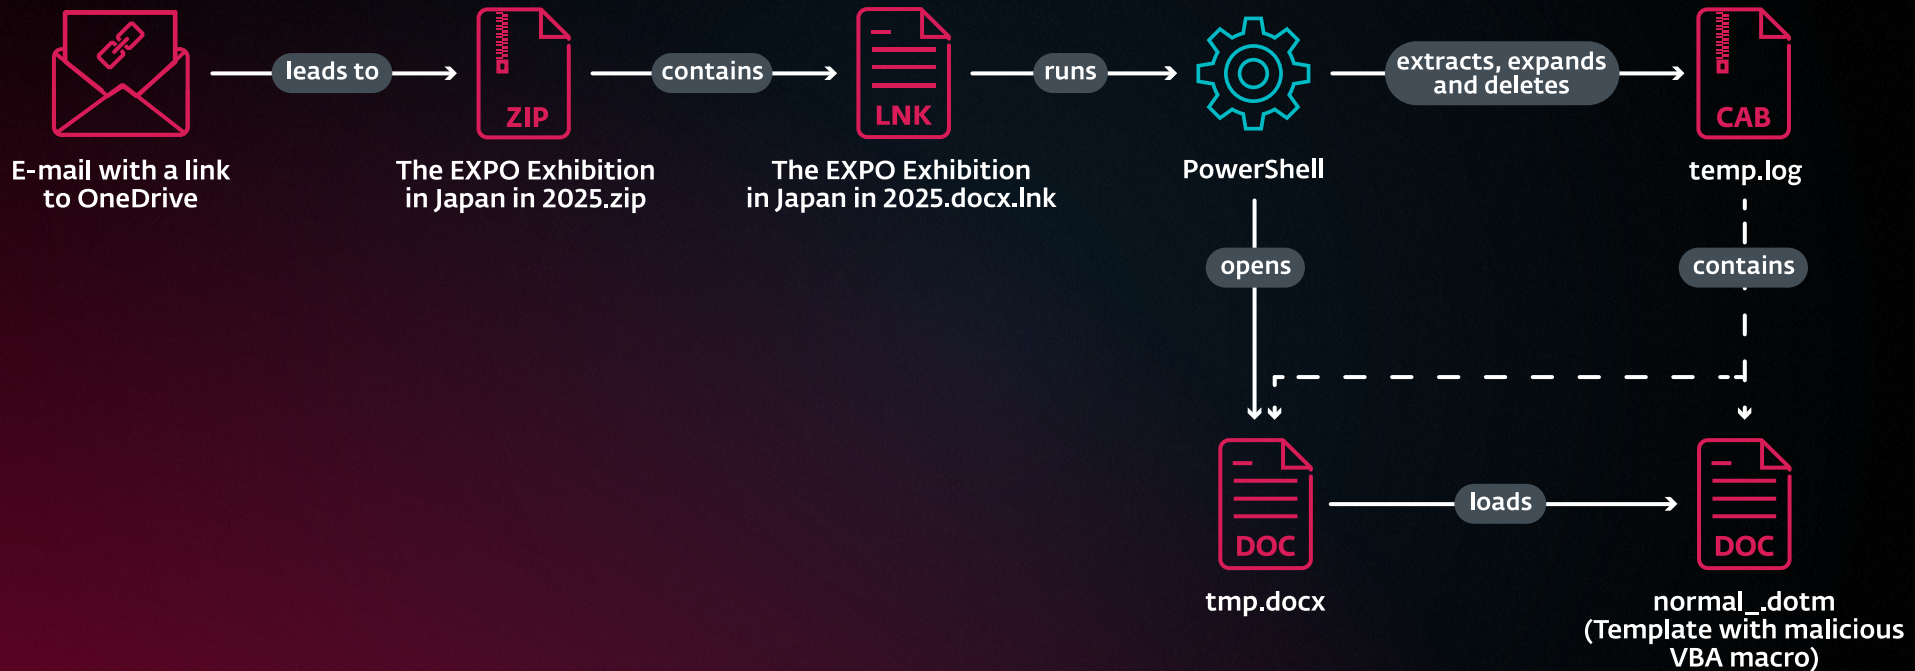 leads to
contains
runs
extracts, expands
and deletes
ZIP
LNK
CAB
E-mail with a link
to OneDrive
The EXPO Exhibition
in Japan in 2025.zip
The EXPO Exhibition
in Japan in 2025.docx.lnk
PowerShell
temp.log
opens
contains
loads
DOC
DOC
tmp.docx
normal_.dotm
(Template with malicious
VBA macro)